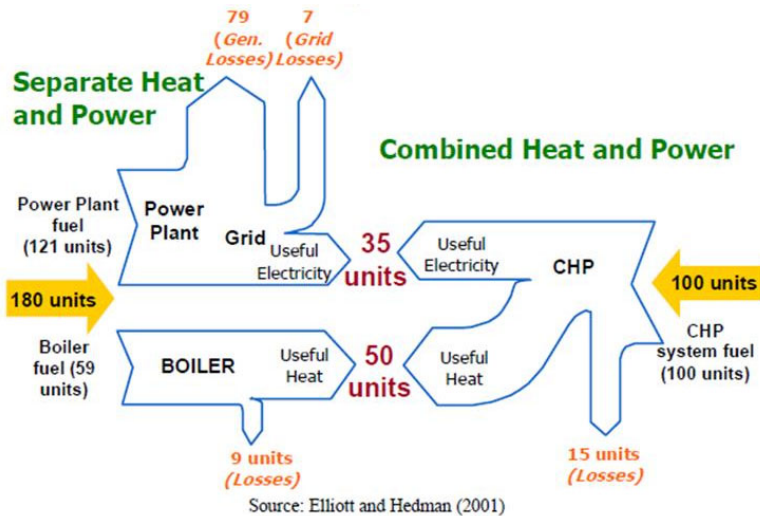 79
(Gen.
Losses)
7
(Grid
Losses)
Separate Heat
and Power
Combined Heat and Power
Power Plant
fuel
(121 units)
Power
Plant
Grid
Useful
Electricity
35
units
Useful
Electricity
CHP
180 units
100 units
Boiler
fuel (59
units)
BOILER
Useful
Heat
50
units
Useful
Heat
CHP
system fuel
(100 units)
9 units
(Losses)
15 units
(Losses)
Source: Elliott and Hedman (2001)